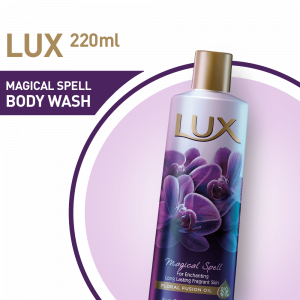 LUX 220ml
MAGICAL SPELL
BODY WASH
LUX
Magical Spell
For Enchanting
Long Lasting Fragrant Skin
FLORAL FUSION OIL